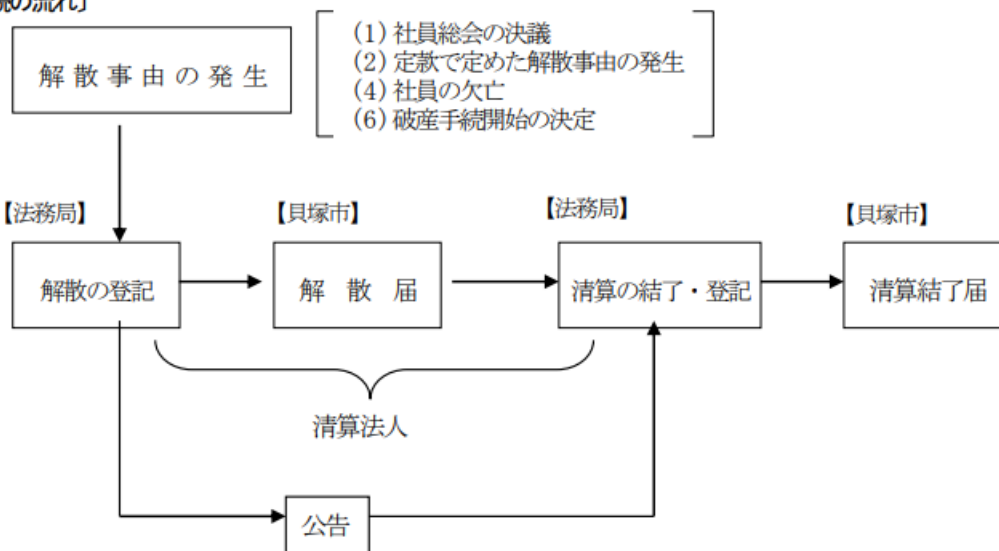 の流れ〕
解散事由の発生
(1) 社員総会の決議
(2) 定款で定めた解散事由の発生
(4) 社員の欠亡
(6) 破産手続開始の決定
【法務局】
【貝塚市】
【法務局】
【貝塚市】
解散の登記
解散届
清算の結了・登記
清算結了届
清算法人
公告